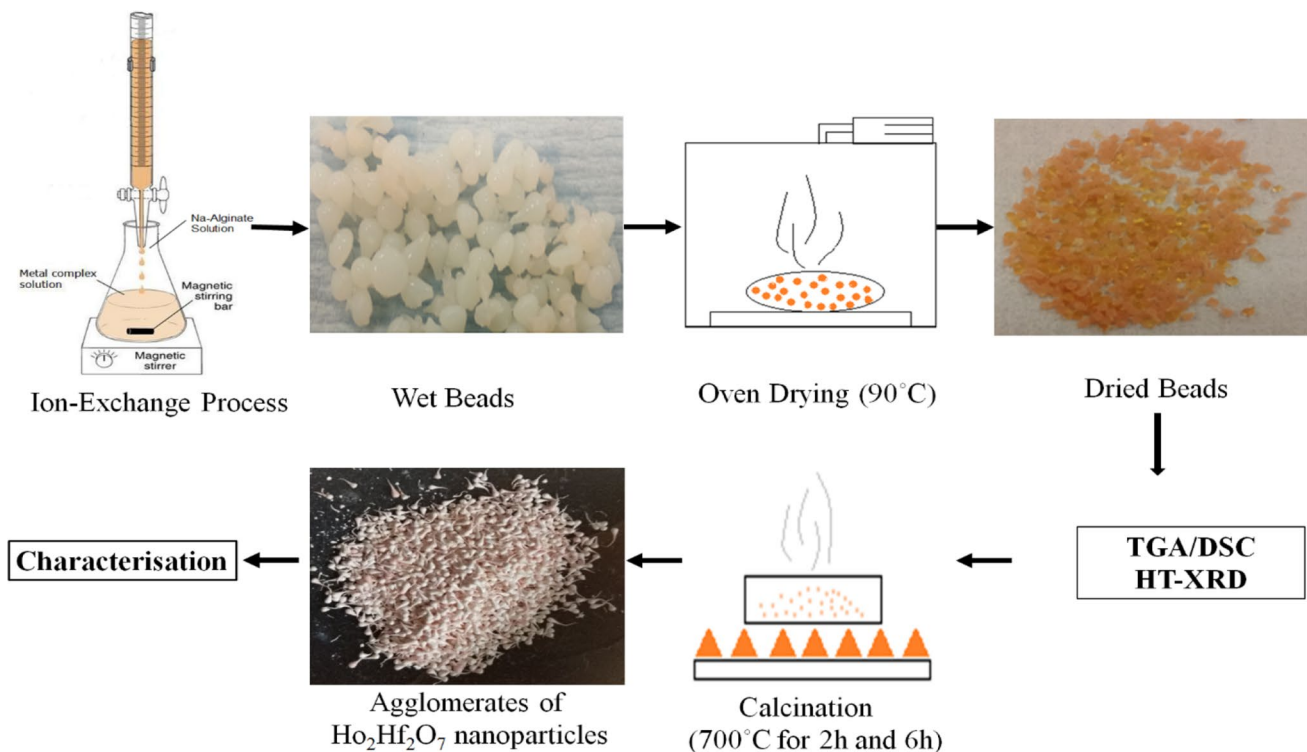 Na-Alginate
Solution
Metal complex
solution
Magnetic
stirring
bar
Magnetic
stirrer
Ion-Exchange Process
Wet Beads
Oven Drying (90°C)
Dried Beads
TGA/DSC
HT-XRD
Calcination
(700°C for 2h and 6h)
Agglomerates of
Ho₂Hf₂O₇ nanoparticles
Characterisation